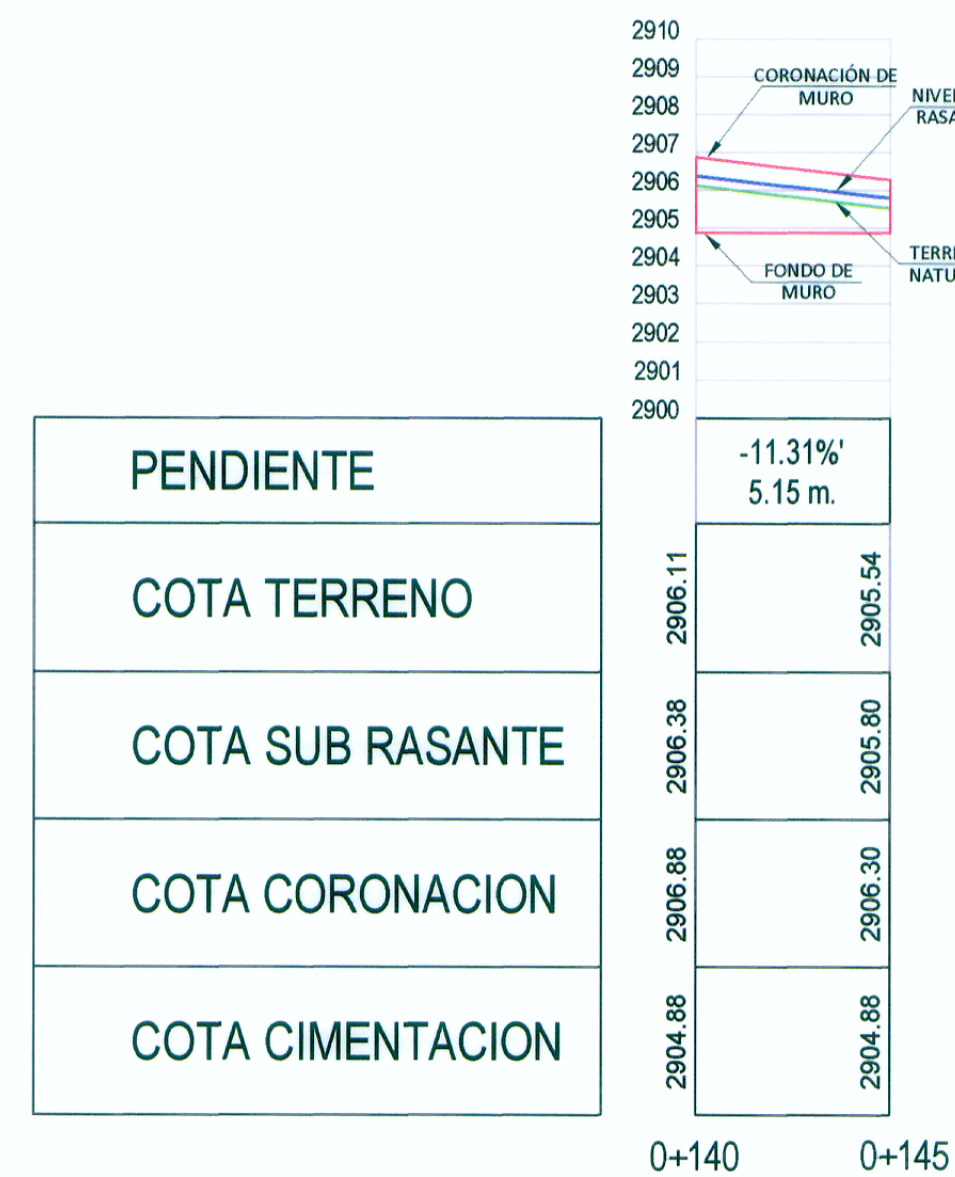 2910
2909
2908
2907
2906
2905
2904
2903
2902
2901
2900
CORONACIÓN DE
MURO
FONDO DE
MURO
PENDIENTE
-11.31%'
5.15 m.
COTA TERRENO
2906.11
2905.54
COTA SUB RASANTE
2906.38
2905.80
COTA CORONACION
2906.88
2906.30
COTA CIMENTACION
2904.88
2904.88
0+140
0+145